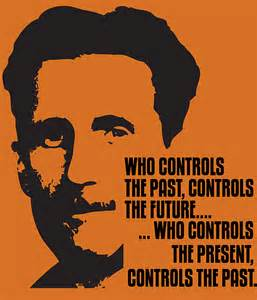 WHO CONTROLS
THE PAST, CONTROLS
THE FUTURE....
... WHO CONTROLS
THE PRESENT,
CONTROLS THE PAST.